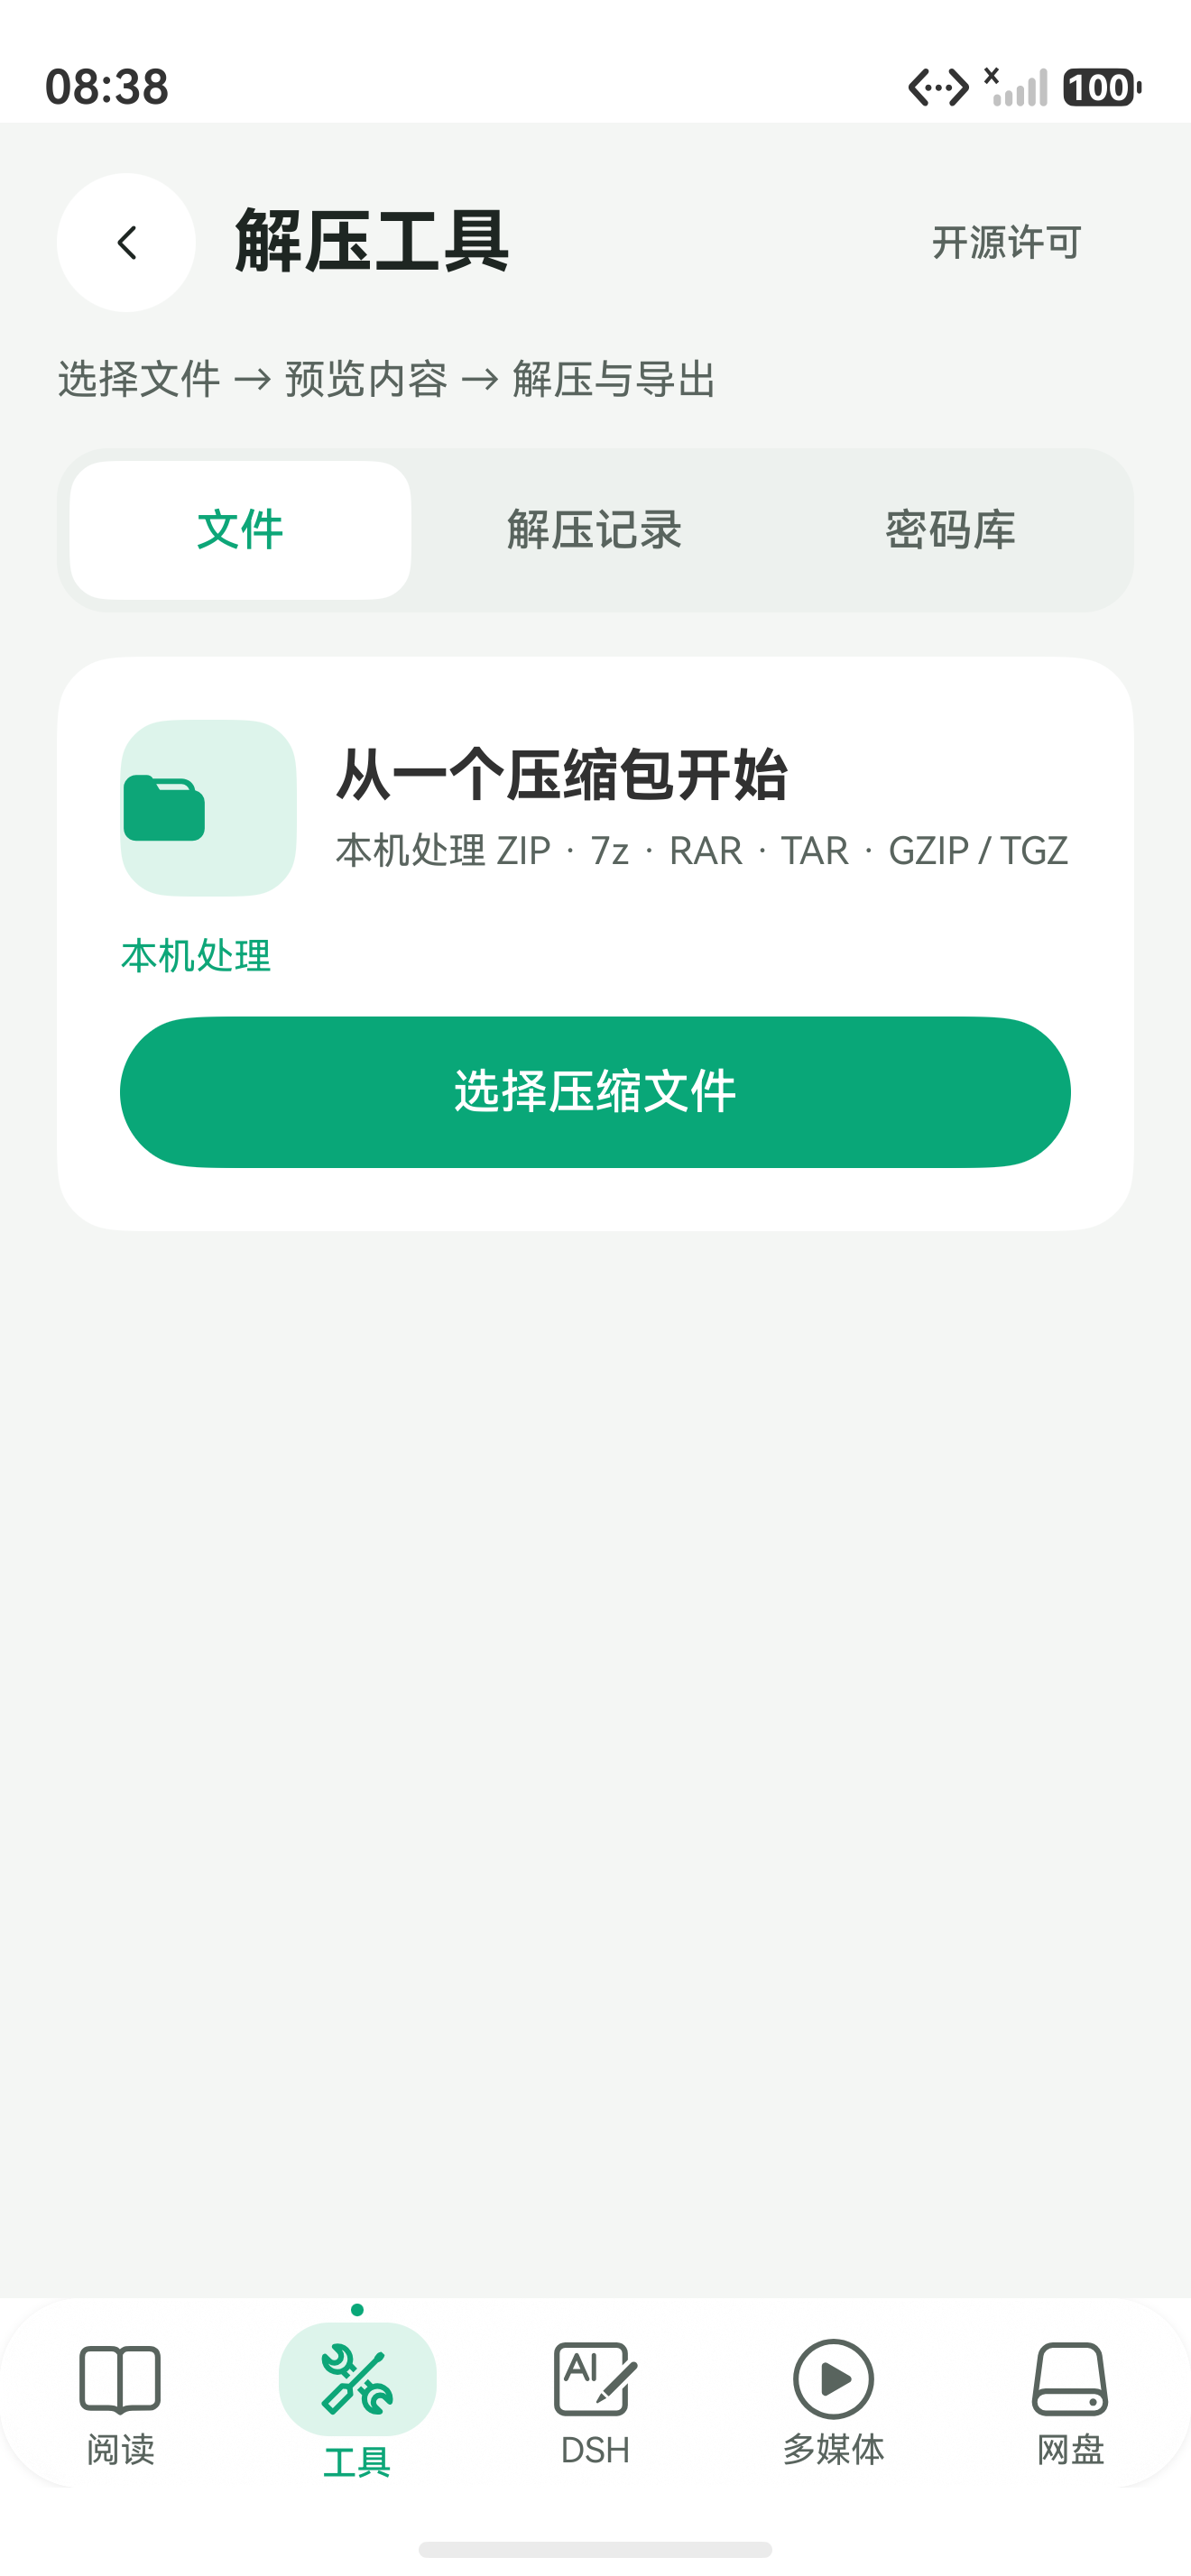 08:38
100
解压工具
开源许可
选择文件 → 预览内容 → 解压与导出
文件
解压记录
密码库
从一个压缩包开始
本机处理 ZIP · 7z · RAR · TAR · GZIP / TGZ
本机处理
选择压缩文件
AI
阅读
工具
DSH
多媒体
网盘